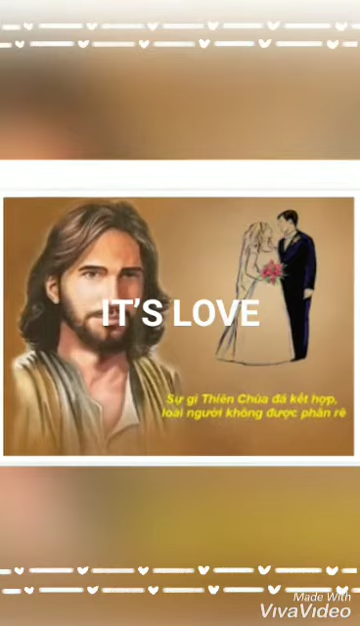 IT'S LOVE
Sự gì Thiên Chúa đã kết hợp,
loài người không được phân rẽ
Made With
VivaVideo